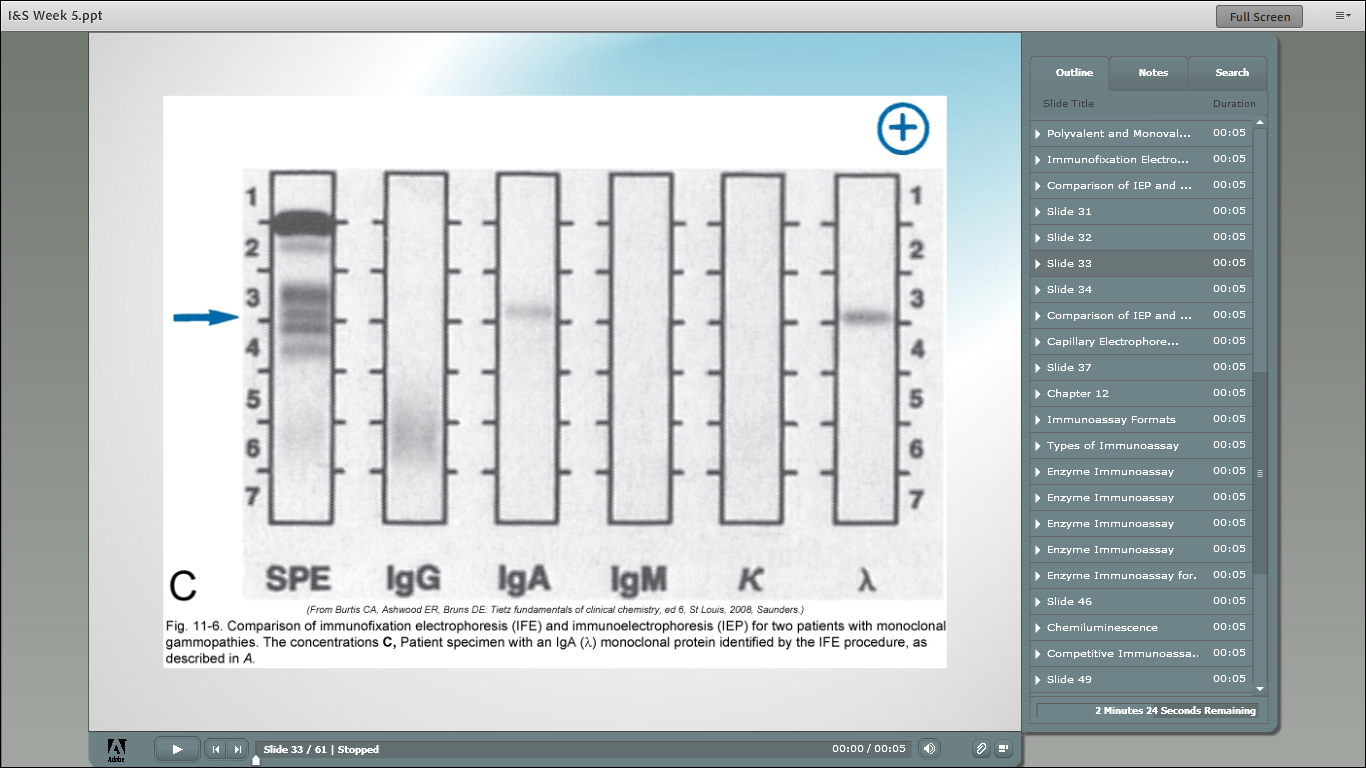 I&S Week 5.ppt
Full Screen
1 1
2 2
3 3
4 4
5 5
6 6
7 7
C SPE IgG IgA IgM K λ
(From Burtis CA, Ashwood ER, Bruns DE: Tietz fundamentals of clinical chemistry, ed 6, St Louis, 2008, Saunders.)
Fig. 11-6. Comparison of immunofixation electrophoresis (IFE) and immunoelectrophoresis (IEP) for two patients with monoclonal
gammopathies. The concentrations C, Patient specimen with an IgA (λ) monoclonal protein identified by the IFE procedure, as
described in A.
Outline Notes Search
Slide Title Duration
Polyvalent and Monoval... 00:05
Immunofixation Electro... 00:05
Comparison of IEP and ... 00:05
Slide 31 00:05
Slide 32 00:05
Slide 33 00:05
Slide 34 00:05
Comparison of IEP and ... 00:05
Capillary Electrophore... 00:05
Slide 37 00:05
Chapter 12 00:05
Immunoassay Formats 00:05
Types of Immunoassay 00:05
Enzyme Immunoassay 00:05
Enzyme Immunoassay 00:05
Enzyme Immunoassay 00:05
Enzyme Immunoassay 00:05
Enzyme Immunoassay for. 00:05
Slide 46 00:05
Chemiluminescence 00:05
Competitive Immunoassa.. 00:05
Slide 49 00:05
2 Minutes 24 Seconds Remaining
Adobe
Slide 33 / 61 | Stopped 00:00 / 00:05